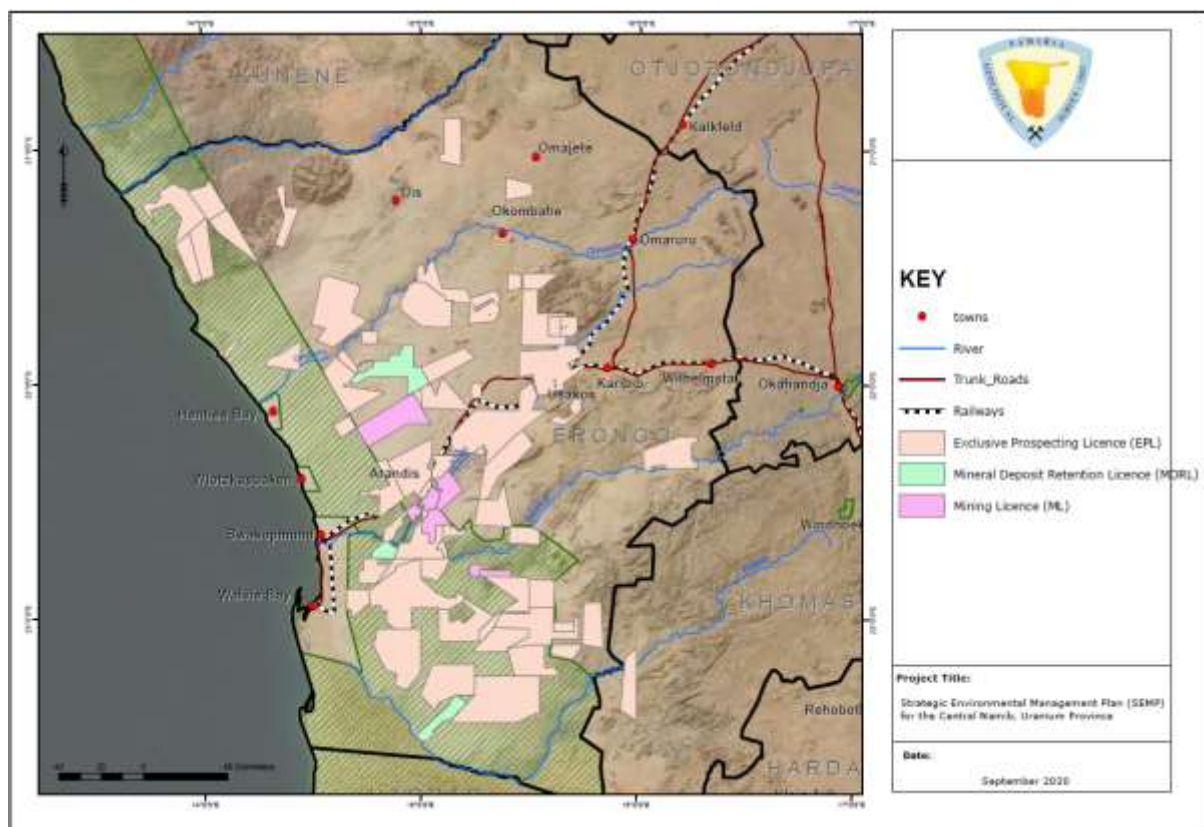 KUNENE
OTJOZONDJUPA
Kalkfeld
Omajete
Uis
Okombahe
Omaruru
Karibib
Wilhelmstal
Okahandja
Usakos
Henties Bay
ERONGO
Arandis
Wlotzkasbaken
Swakopmund
Windhoek
Walvis Bay
KHOMAS
Rehobot
HARDA
KEY
towns
River
Trunk_Roads
Railways
Exclusive Prospecting Licence (EPL)
Mineral Deposit Retention Licence (MDRL)
Mining Licence (ML)
Project Title:
Strategic Environmental Management Plan (SEMP)
for the Central Namib, Uranium Province
Date:
September 2020